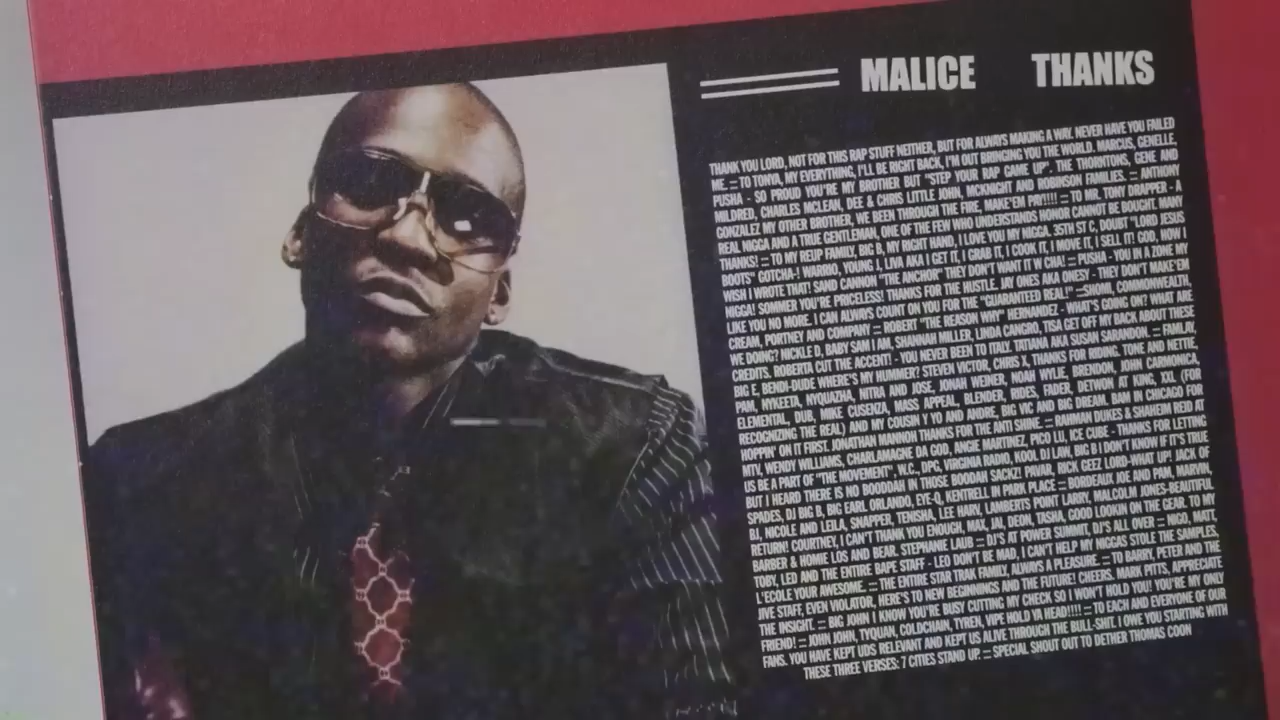 MALICE THANKS
THANK YOU LORD, NOT FOR THIS RAP STUFF NEITHER, BUT FOR ALWAYS MAKING A WAY. NEVER HAVE YOU FAILED
ME. ::: TO TONYA, MY EVERYTHING, I'LL BE RIGHT BACK, I'M OUT BRINGING YOU THE WORLD. MARCUS, GENELLE,
PUSHA - SO PROUD YOU'RE MY BROTHER BUT "STEP YOUR RAP GAME UP". THE THORNTONS, GENE AND
MILDRED, CHARLES MCLEAN, DEE & CHRIS LITTLE JOHN, MCKNIGHT AND ROBINSON FAMILIES. ::: ANTHONY
GONZALEZ MY OTHER BROTHER, WE BEEN THROUGH THE FIRE, MAKE'EM PRY!!!! ::: TO MR. TONY DRAPPER - A
REAL NIGGA AND A TRUE GENTLEMAN, ONE OF THE FEW WHO UNDERSTANDS HONOR CANNOT BE BOUGHT. MANY
THANKS! ::: TO MY REUP FAMILY, BIG B, MY RIGHT HAND, I LOVE YOU MY NIGGA. 35TH ST C, DOUBT "LORD JESUS
BOOTS" GOTCHA-! WARRIO, YOUNG 1, LIVA AKA I GET IT, I GRAB IT, I COOK IT, I MOVE IT, I SELL IT! GOD, HOW I
WISH I WROTE THAT! SAND CANNON "THE ANCHOR" THEY DON'T WANT IT W CHA! ::: PUSHA - YOU IN A ZONE MY
NIGGA! SOMMER YOU'RE PRICELESS! THANKS FOR THE HUSTLE. JAY ONES AKA ONESY - THEY DON'T MAKE'EM
LIKE YOU NO MORE. I CAN ALWAYS COUNT ON YOU FOR THE "GUARANTEED REAL!" :::SHOMI, COMMONWEALTH,
CREAM, PORTNEY AND COMPANY ::: ROBERT "THE REASON WHY" HERNANDEZ - WHAT'S GOING ON? WHAT ARE
WE DOING? NICKLE D, BABY SAM I AM, SHANNAH MILLER, LINDA CANGRO, TISA GET OFF MY BACK ABOUT THESE
CREDITS. ROBERTA CUT THE ACCENT! - YOU NEVER BEEN TO ITALY. TATIANA AKA SUSAN SARANDON. ::: FAMLAY,
BIG E, BENDI-DUDE WHERE'S MY HUMMER? STEVEN VICTOR, CHRIS X, THANKS FOR RIDING. TONE AND NETTIE,
PAM, NYKEETA, NYQUAZHA, NITRA AND JOSE, JONAH WEINER, NOAH WYLIE, BRENDON, JOHN CARMONICA,
ELEMENTAL, DUB, MIKE CUSENZA, MASS APPEAL, BLENDER, RIDES, FADER, DETWON AT KING, XXL (FOR
RECOGNIZING THE REAL) AND MY COUSIN Y YO AND ANDRE, BIG VIC AND BIG DREAM. BAM IN CHICAGO FOR
HOPPIN' ON IT FIRST. JONATHAN MANNOH THANKS FOR THE ANTI SHINE. ::: RAHMAN DUKES & SHAHEIM REID AT
MTV, WENDY WILLIAMS, CHARLAMAGNE DA GOD, ANGIE MARTINEZ, PICO LU, ICE CUBE - THANKS FOR LETTING
US BE A PART OF "THE MOVEMENT", W.C., DPG, VIRGINIA RADIO, KOOL DJ LAW, BIG B I DON'T KNOW IF IT'S TRUE
BUT I HEARD THERE IS NO BOODDAH IN THOSE BOODAH SACKZ! PAVAR, RICK GEEZ LORD-WHAT UP! JACK OF
SPADES, DJ BIG B, BIG EARL ORLANDO, EYE-Q, KENTRELL IN PARK PLACE ::: BORDEAUX JOE AND PAM, MARVIN,
BJ, NICOLE AND LEILA, SNAPPER, TENISHA, LEE HARV, LAMBERTS POINT LARRY, MALCOLM JONES-BEAUTIFUL
RETURN! COURTNEY, I CAN'T THANK YOU ENOUGH, MAX, JAI, DEON, TASHA, GOOD LOOKIN ON THE GEAR. TO MY
BARBER & HOMIE LOS AND BEAR. STEPHANIE LAUB ::: DJ'S AT POWER SUMMIT, DJ'S ALL OVER ::: NIGO, MATT,
TOBY, LEO AND THE ENTIRE BAPE STAFF - LEO DON'T BE MAD, I CAN'T HELP MY NIGGAS STOLE THE SAMPLES,
L'ECOLE YOUR AWESOME. ::: THE ENTIRE STAR TRAK FAMILY, ALWAYS A PLEASURE. ::: TO BARRY, PETER AND THE
JIVE STAFF, EVEN VIOLATOR, HERE'S TO NEW BEGINNINGS AND THE FUTURE! CHEERS. MARK PITTS, APPRECIATE
THE INSIGHT. ::: BIG JOHN I KNOW YOU'RE BUSY CUTTING MY CHECK SO I WON'T HOLD YOU! YOU'RE MY ONLY
FRIEND! ::: JOHN JOHN, TYQUAN, COLDCHAIN, TYREN, VIPE HOLD YA HEAD!!!! ::: TO EACH AND EVERYONE OF OUR
FANS. YOU HAVE KEPT UDS RELEVANT AND KEPT US ALIVE THROUGH THE BULL-SHIT. I OWE YOU STARTING WITH
THESE THREE VERSES: 7 CITIES STAND UP. ::: SPECIAL SHOUT OUT TO DETHER THOMAS COON